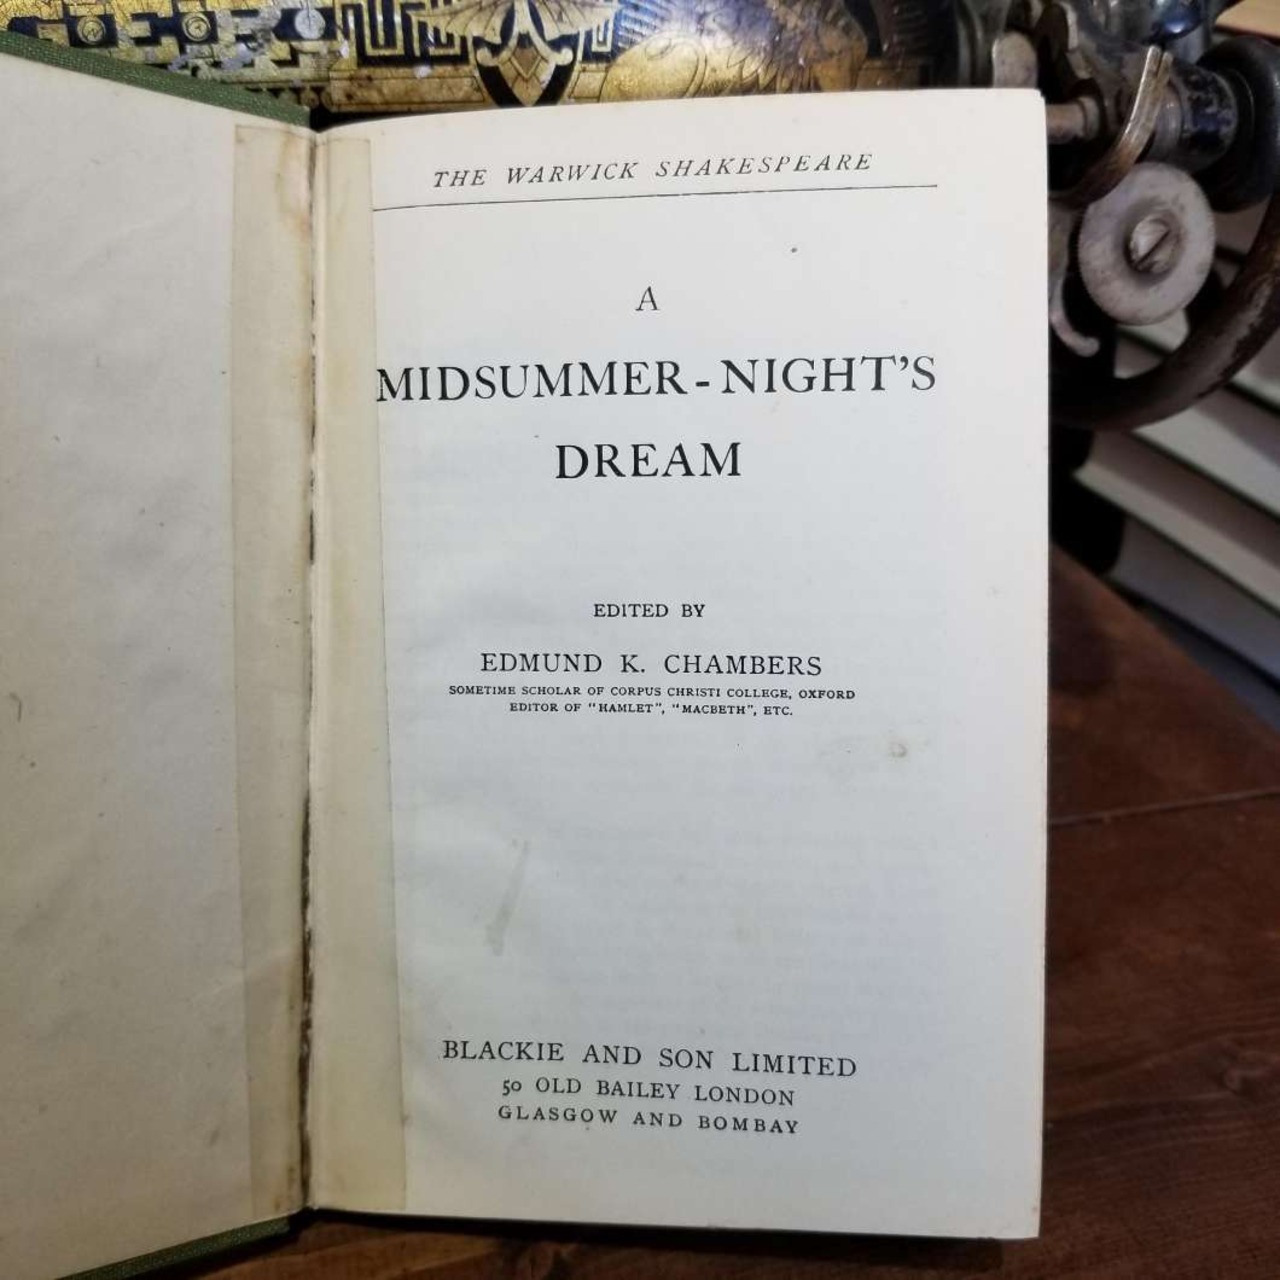 THE WARWICK SHAKESPEARE
A
MIDSUMMER-NIGHT'S
DREAM
EDITED BY
EDMUND K. CHAMBERS
SOMETIME SCHOLAR OF CORPUS CHRISTI COLLEGE, OXFORD
EDITOR OF "HAMLET", "MACBETH", ETC.
BLACKIE AND SON LIMITED
50 OLD BAILEY LONDON
GLASGOW AND BOMBAY